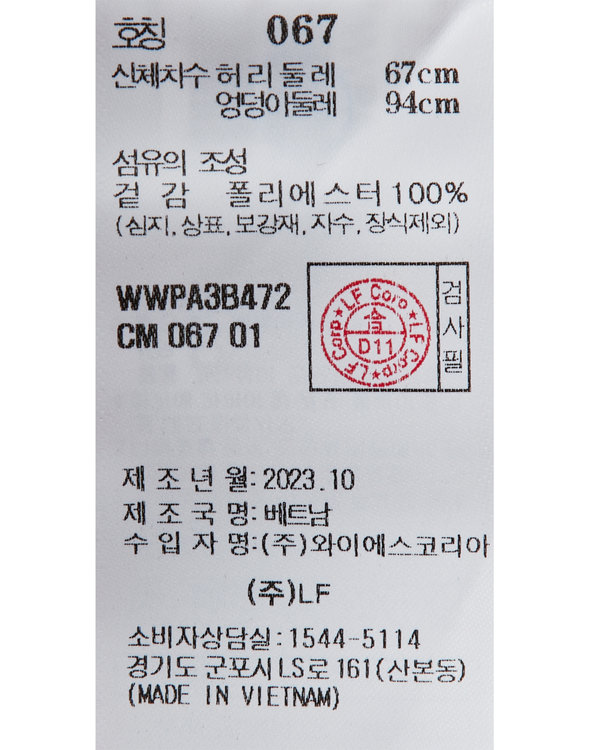 호칭 067
신체치수 허리둘레 67cm
엉덩이둘레 94cm
섬유의 조성
겉 감 폴리에스터 100%
(심지, 상표, 보강재, 자수, 장식제외)
WWPA3B472
CM 067 01
★LF Corp★LF Corp★LF Corp
合
D11
검사필
제 조 년 월: 2023.10
제 조 국 명: 베트남
수 입 자 명: (주)와이에스코리아
(주)LF
소비자상담실: 1544-5114
경기도 군포시 LS로 161(산본동)
(MADE IN VIETNAM)